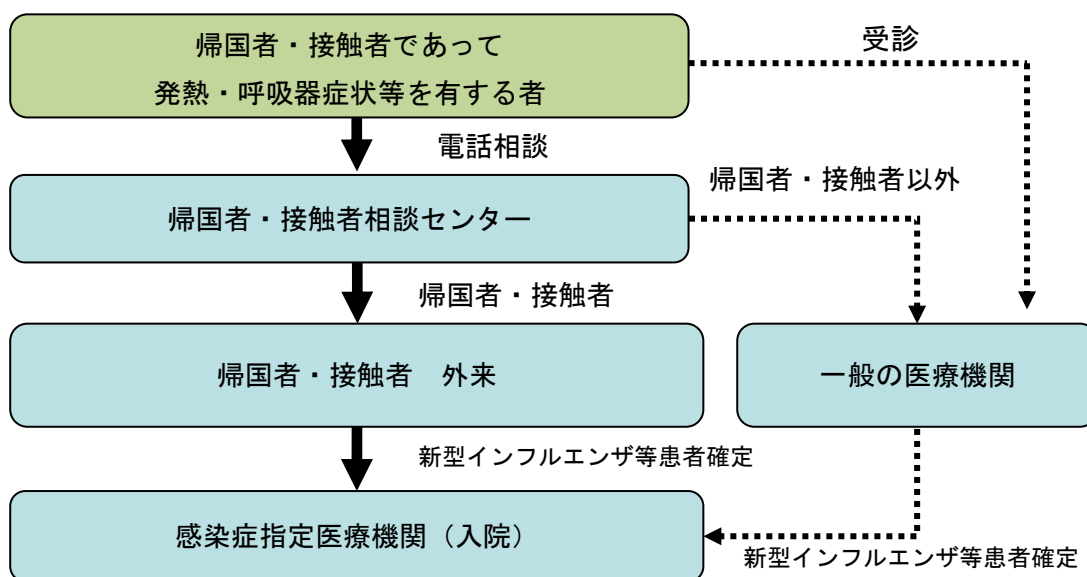 帰国者・接触者であって
発熱・呼吸器症状等を有する者
受診
電話相談
帰国者・接触者以外
帰国者・接触者相談センター
帰国者・接触者
帰国者・接触者　外来
一般の医療機関
新型インフルエンザ等患者確定
感染症指定医療機関（入院）
新型インフルエンザ等患者確定